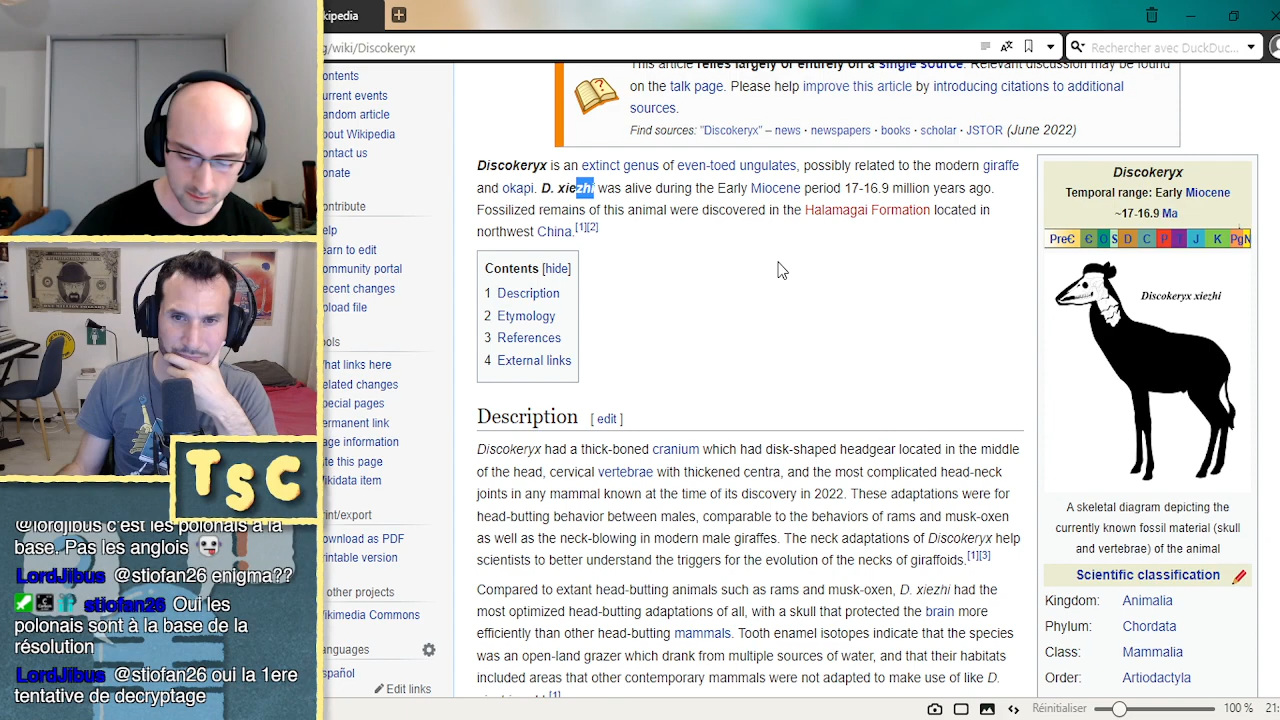 kipedia
g/wiki/Discokeryx
Rechercher avec DuckDuc...
ontents
urrent events
andom article
bout Wikipedia
ontact us
onate
ontribute
elp
earn to edit
ommunity portal
ecent changes
pload file
ools
hat links here
elated changes
pecial pages
ermanent link
age information
ite this page
ikidata item
rint/export
ownload as PDF
rintable version
other projects
ikimedia Commons
anguages
spañol
Edit links
This article relies largely or entirely on a single source. Relevant discussion may be found
on the talk page. Please help improve this article by introducing citations to additional
sources.
Find sources: "Discokeryx" – news · newspapers · books · scholar · JSTOR (June 2022)
Discokeryx is an extinct genus of even-toed ungulates, possibly related to the modern giraffe
and okapi. D. xiezhi was alive during the Early Miocene period 17-16.9 million years ago.
Fossilized remains of this animal were discovered in the Halamagai Formation located in
northwest China.[1][2]
Contents [hide]
1 Description
2 Etymology
3 References
4 External links
Description [ edit ]
Discokeryx had a thick-boned cranium which had disk-shaped headgear located in the middle
of the head, cervical vertebrae with thickened centra, and the most complicated head-neck
joints in any mammal known at the time of its discovery in 2022. These adaptations were for
head-butting behavior between males, comparable to the behaviors of rams and musk-oxen
as well as the neck-blowing in modern male giraffes. The neck adaptations of Discokeryx help
scientists to better understand the triggers for the evolution of the necks of giraffoids.[1][3]
Compared to extant head-butting animals such as rams and musk-oxen, D. xiezhi had the
most optimized head-butting adaptations of all, with a skull that protected the brain more
efficiently than other head-butting mammals. Tooth enamel isotopes indicate that the species
was an open-land grazer which drank from multiple sources of water, and that their habitats
included areas that other contemporary mammals were not adapted to make use of like D.
Discokeryx
Temporal range: Early Miocene
~17-16.9 Ma
PreЄ Є O S D C P T J K PgN
Discokeryx xiezhi
A skeletal diagram depicting the
currently known fossil material (skull
and vertebrae) of the animal
Scientific classification
Kingdom: Animalia
Phylum: Chordata
Class: Mammalia
Order: Artiodactyla
Réinitialiser
100 %
21:
TSC
@lordjibus c'est les polonais à la
base. Pas les anglois
LordJibus @stiofan26 enigma??
stiofan26 Oui les
polonais sont à la base de la
résolution
LordJibus @stiofan26 oui la 1ere
tentative de decryptage